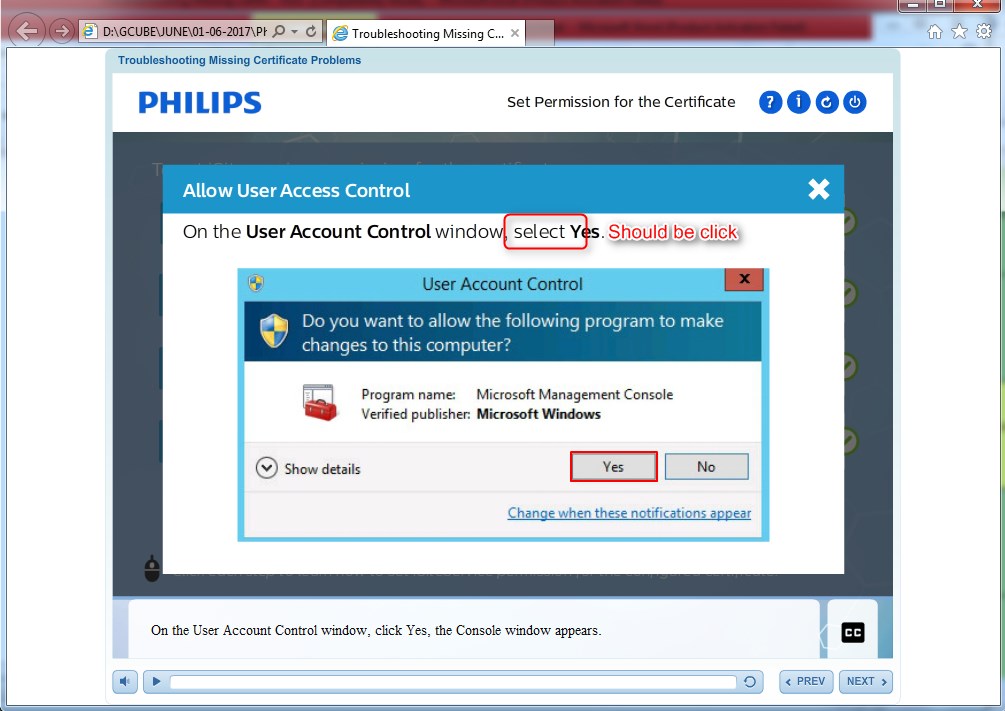 D:\GCUBE\JUNE\01-06-2017\PH
Troubleshooting Missing C...
Troubleshooting Missing Certificate Problems
PHILIPS
Set Permission for the Certificate
? i
Allow User Access Control
On the User Account Control window, select Yes. Should be click
User Account Control
x
Do you want to allow the following program to make
changes to this computer?
Program name: Microsoft Management Console
Verified publisher: Microsoft Windows
Show details
Yes
No
Change when these notifications appear
On the User Account Control window, click Yes, the Console window appears.
CC
< PREV
NEXT >